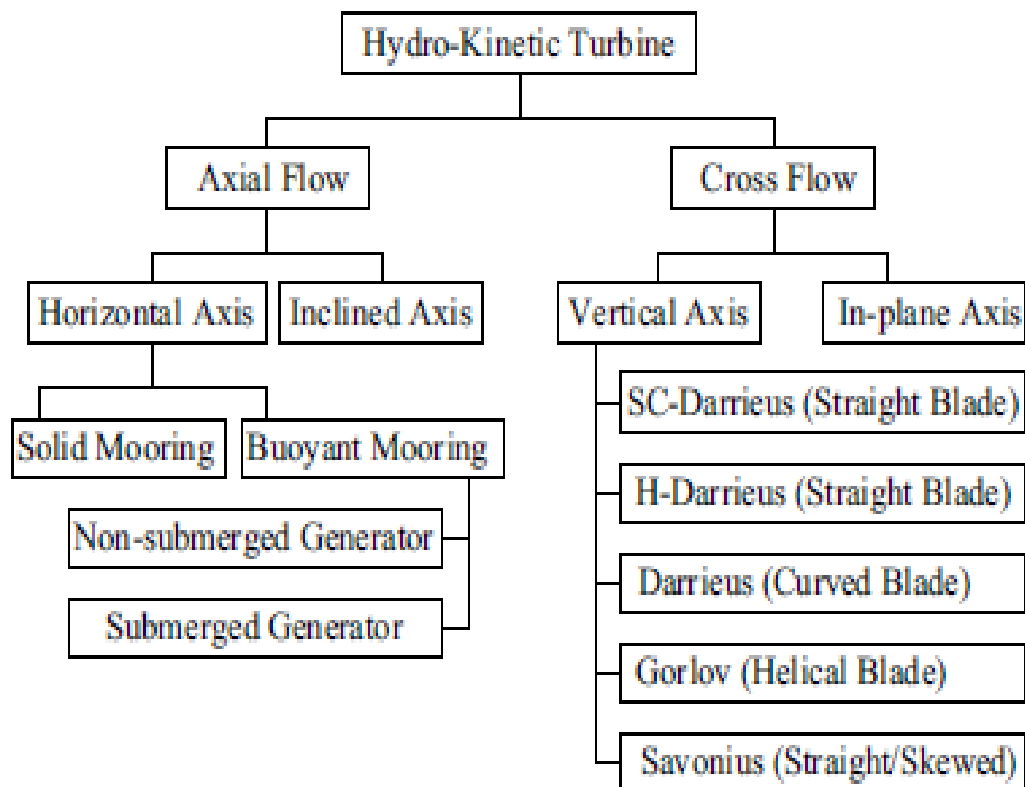 Hydro-Kinetic Turbine
Axial Flow
Cross Flow
Horizontal Axis
Inclined Axis
Vertical Axis
In-plane Axis
Solid Mooring
Buoyant Mooring
SC-Darrieus (Straight Blade)
H-Darrieus (Straight Blade)
Non-submerged Generator
Darrieus (Curved Blade)
Submerged Generator
Gorlov (Helical Blade)
Savonius (Straight/Skewed)